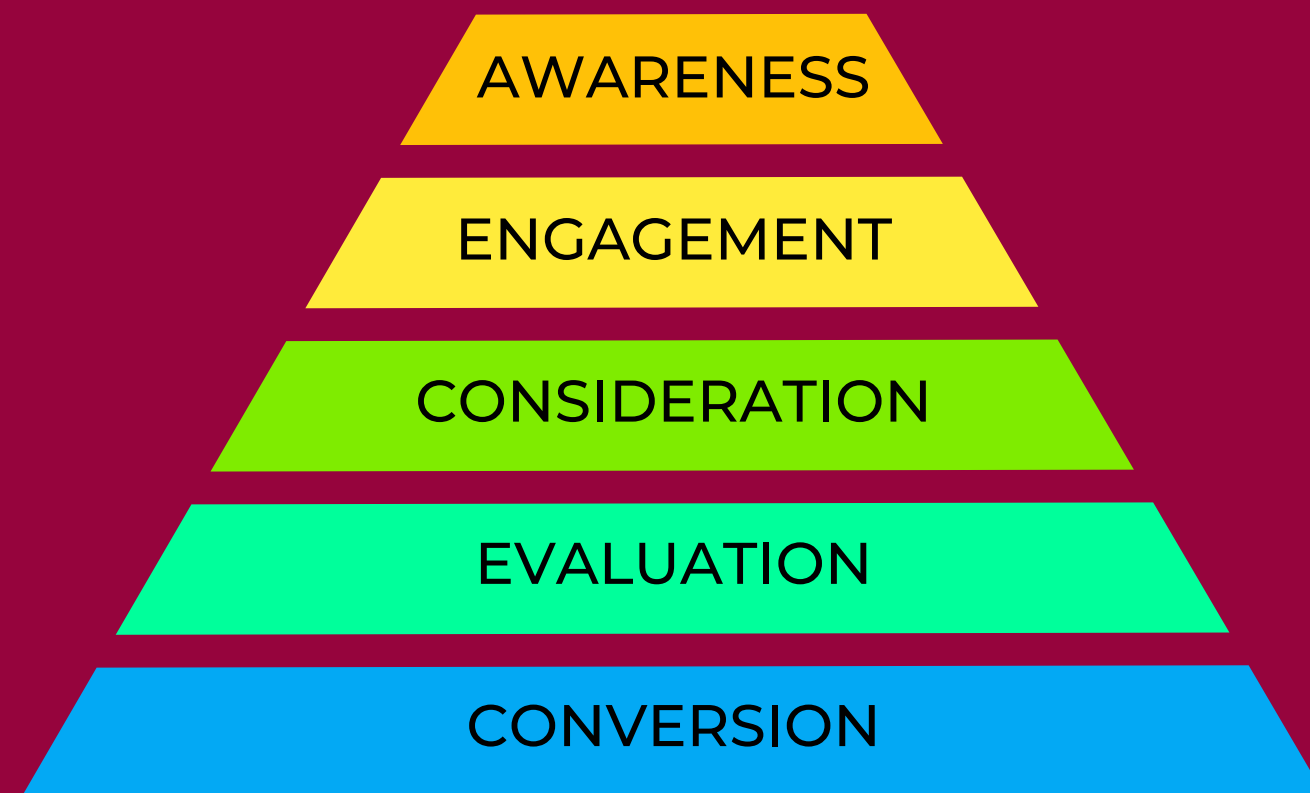 AWARENESS
ENGAGEMENT
CONSIDERATION
EVALUATION
CONVERSION